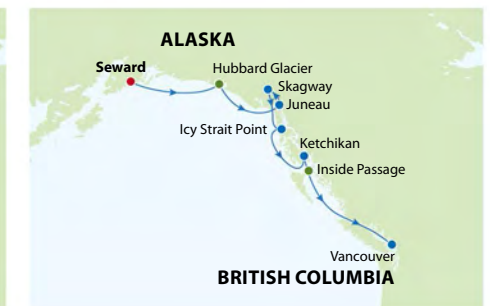 ALASKA
Seward
Hubbard Glacier
Skagway
Juneau
Icy Strait Point
Ketchikan
Inside Passage
Vancouver
BRITISH COLUMBIA